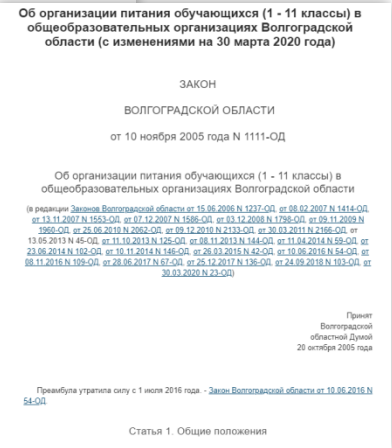 Об организации питания обучающихся (1 - 11 классы) в
общеобразовательных организациях Волгоградской
области (с изменениями на 30 марта 2020 года)
ЗАКОН
ВОЛГОГРАДСКОЙ ОБЛАСТИ
от 10 ноября 2005 года N 1111-ОД
Об организации питания обучающихся (1 - 11 классы) в
общеобразовательных организациях Волгоградской области
(в редакции Законов Волгоградской области от 15.06.2006 N 1237-ОД, от 08.02.2007 N 1414-ОД,
от 13.11.2007 N 1553-ОД, от 07.12.2007 N 1586-ОД, от 03.12.2008 N 1798-ОД, от 09.11.2009 N
1960-ОД, от 25.06.2010 N 2062-ОД, от 09.12.2010 N 2133-ОД, от 30.03.2011 N 2166-ОД, от
13.05.2013 N 45-ОД, от 11.10.2013 N 125-ОД, от 08.11.2013 N 144-ОД, от 11.04.2014 N 59-ОД, от
23.06.2014 N 102-ОД, от 10.11.2014 N 146-ОД, от 26.03.2015 N 42-ОД, от 10.06.2016 N 54-ОД, от
08.11.2016 N 109-ОД, от 28.06.2017 N 67-ОД, от 25.12.2017 N 136-ОД, от 24.09.2018 N 103-ОД, от
30.03.2020 N 23-ОД)
Принят
Волгоградской
областной Думой
20 октября 2005 года
Преамбула утратила силу с 1 июля 2016 года. - Закон Волгоградской области от 10.06.2016 N
54-ОД
Статья 1. Общие положения